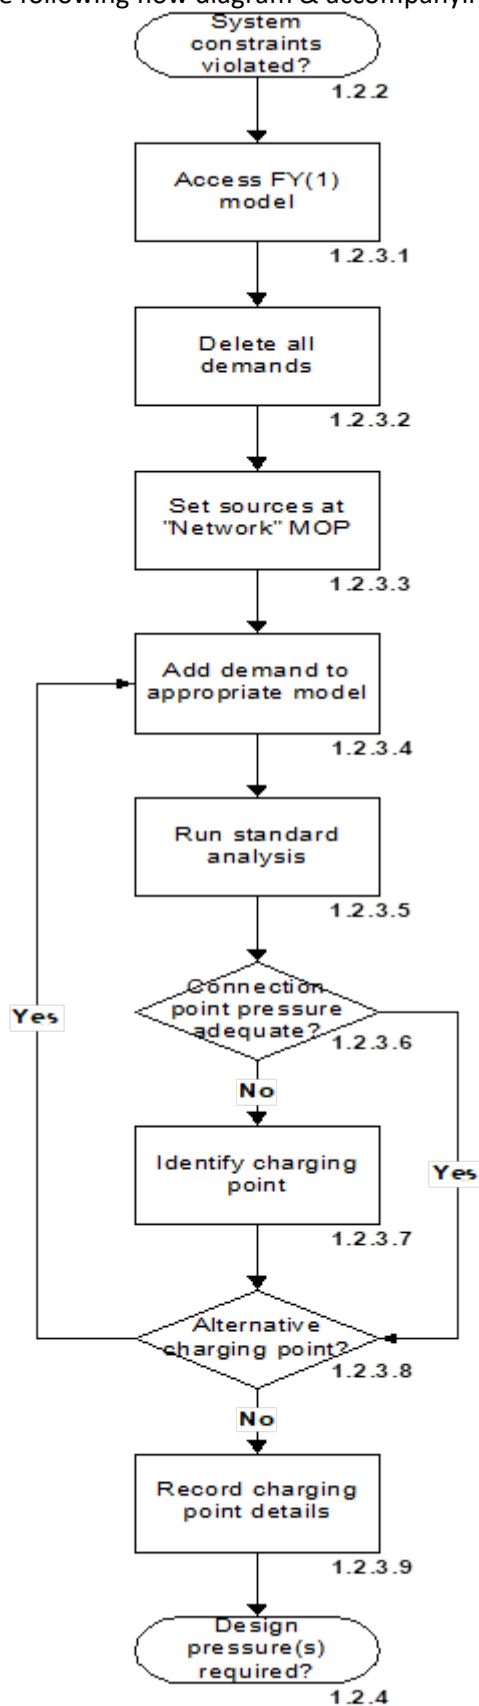 e following flow diagram & accompanyin
System
constraints
violated?
1.2.2
Access FY(1)
model
1.2.3.1
Delete all
demands
1.2.3.2
Set sources at
"Network" MOP
1.2.3.3
Add demand to
appropriate model
1.2.3.4
Run standard
analysis
1.2.3.5
Connection
point pressure
adequate?
1.2.3.6
Yes
No
Identify charging
point
Yes
1.2.3.7
Alternative
charging point?
1.2.3.8
No
Record charging
point details
1.2.3.9
Design
pressure(s)
required?
1.2.4